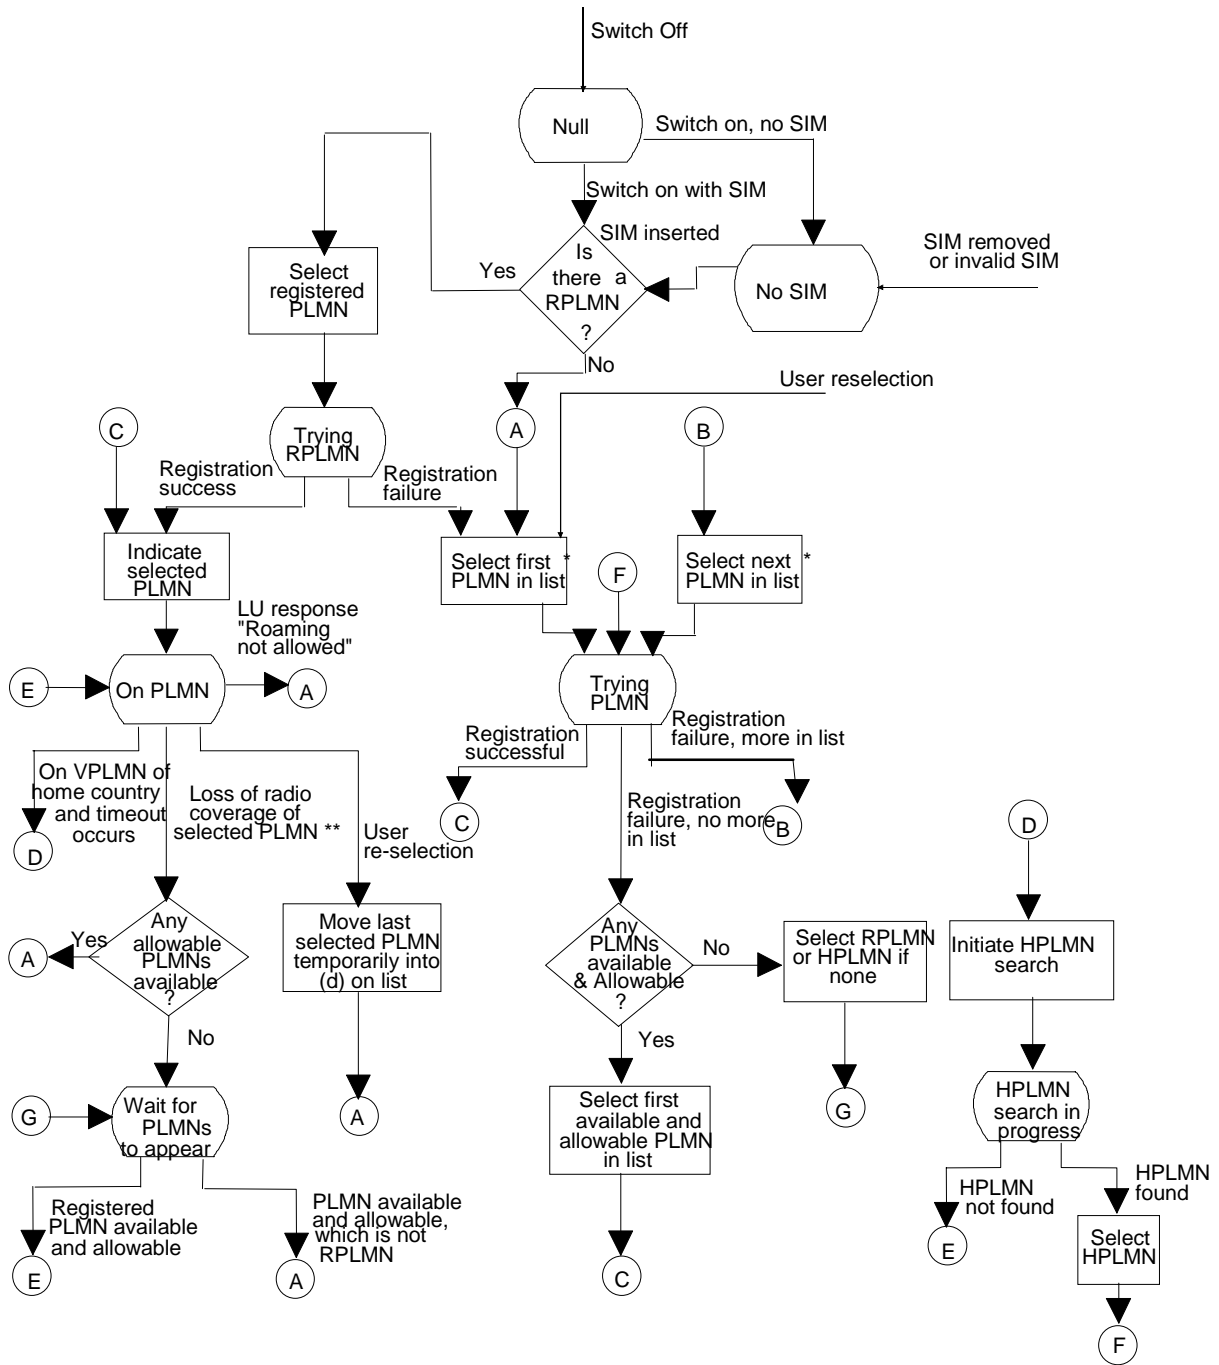 Switch Off
Null
Switch on, no SIM
Switch on with SIM
SIM inserted
SIM removed
or invalid SIM
Is
there a
RPLMN
?
Yes
No SIM
Select
registered
PLMN
No
User reselection
C
Trying
RPLMN
A
B
Registration
success
Registration
failure
Indicate
selected
PLMN
Select first *
PLMN in list
F
Select next *
PLMN in list
LU response
"Roaming
not allowed"
E
On PLMN
A
Trying
PLMN
Registration
successful
Registration
failure, more in list
On VPLMN of
home country
and timeout
occurs
Loss of radio
coverage of
selected PLMN **
User
re-selection
C
Registration
failure, no more
in list
B
D
D
Any
allowable
PLMNs
available
?
Yes
A
Move last
selected PLMN
temporarily into
(d) on list
Any
PLMNs
available
& Allowable
?
No
Select RPLMN
or HPLMN if
none
Initiate HPLMN
search
No
Yes
G
Wait for
PLMNs
to appear
A
Select first
available and
allowable PLMN
in list
G
HPLMN
search in
progress
Registered
PLMN available
and allowable
PLMN available
and allowable,
which is not
RPLMN
HPLMN
not found
HPLMN
found
E
A
C
E
Select
HPLMN
F